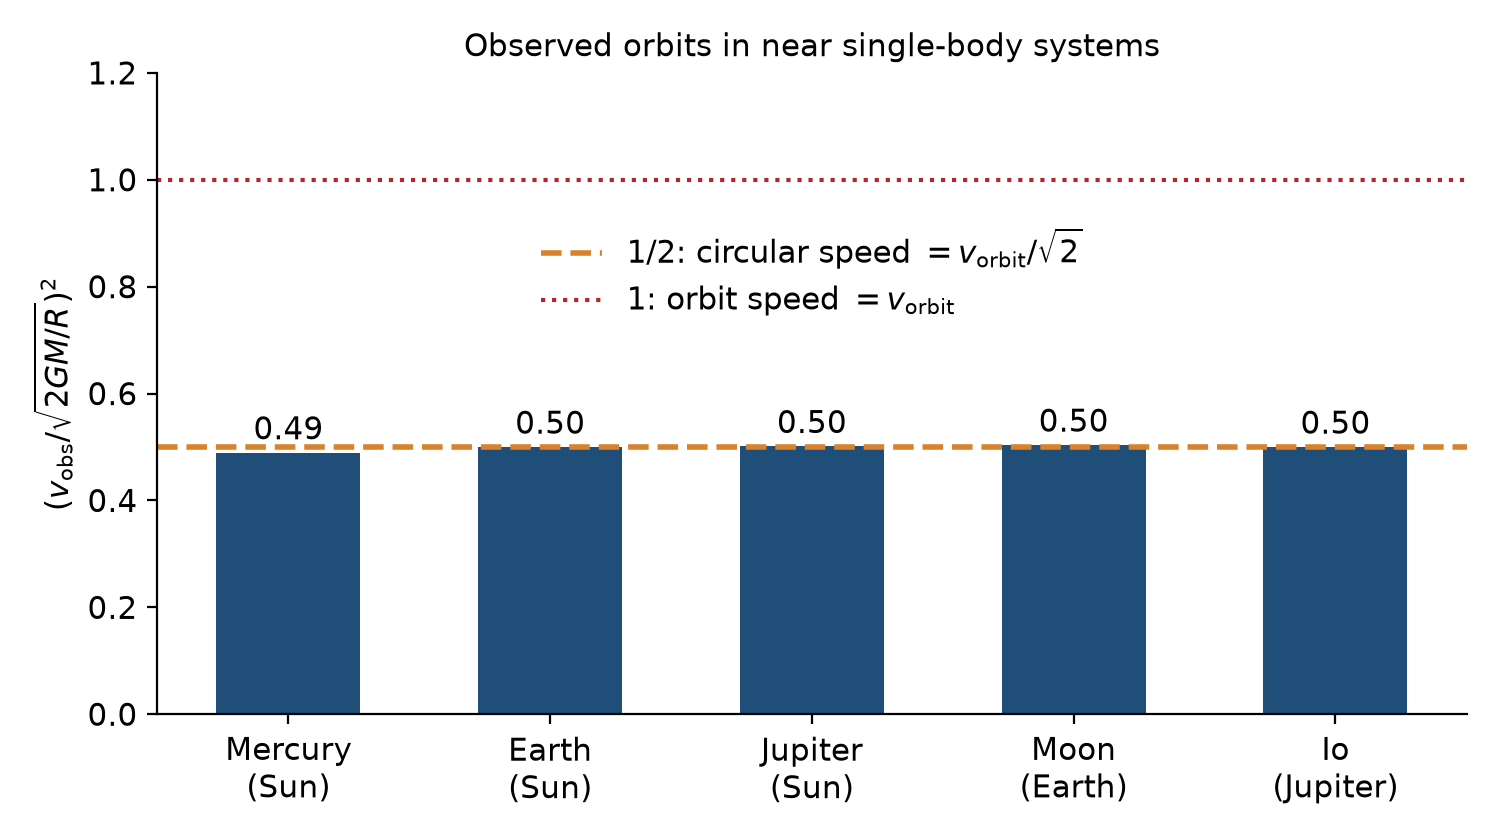 Observed orbits in near single-body systems
1.2
1.0
0.8
0.6
0.4
0.2
0.0
(v_obs/√2GM/R)²
1/2: circular speed = v_orbit/√2
1: orbit speed = v_orbit
0.49
0.50
0.50
0.50
0.50
Mercury
(Sun)
Earth
(Sun)
Jupiter
(Sun)
Moon
(Earth)
Io
(Jupiter)